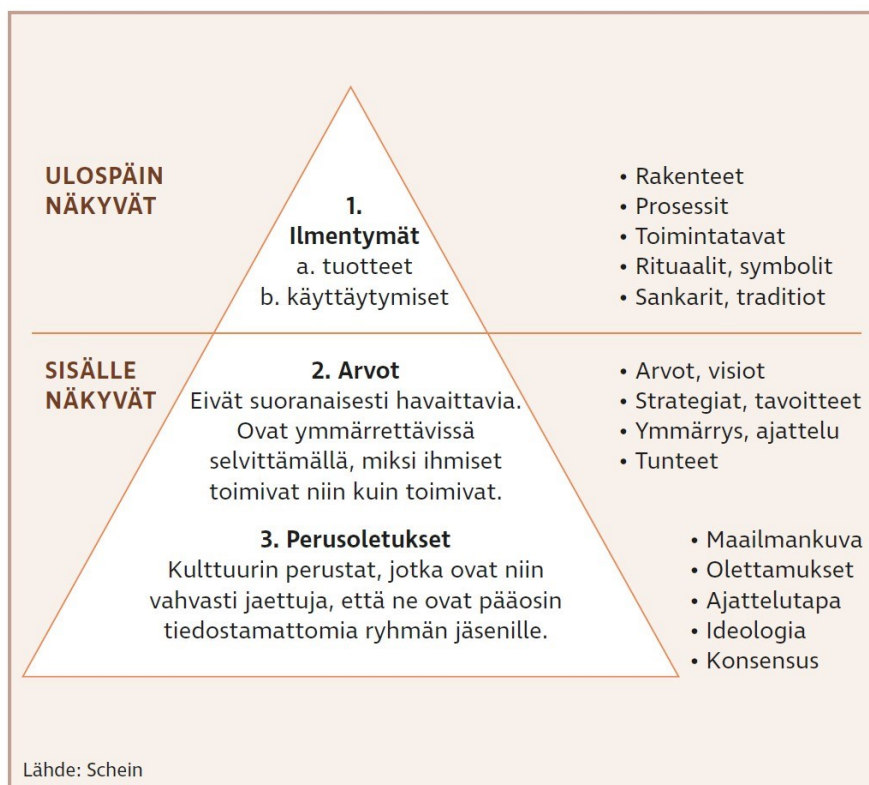 ULOSPÄIN
NÄKYVÄT
1.
Ilmentymät
a. tuotteet
b. käyttäytymiset
• Rakenteet
• Prosessit
• Toimintatavat
• Rituaalit, symbolit
• Sankarit, traditiot
SISÄLLE
NÄKYVÄT
2. Arvot
Eivät suoranaisesti havaittavia.
Ovat ymmärrettävissä
selvittämällä, miksi ihmiset
toimivat niin kuin toimivat.
• Arvot, visiot
• Strategiat, tavoitteet
• Ymmärrys, ajattelu
• Tunteet
3. Perusoletukset
Kulttuurin perustat, jotka ovat niin
vahvasti jaettuja, että ne ovat pääosin
tiedostamattomia ryhmän jäsenille.
• Maailmankuva
• Olettamukset
• Ajattelutapa
• Ideologia
• Konsensus
Lähde: Schein